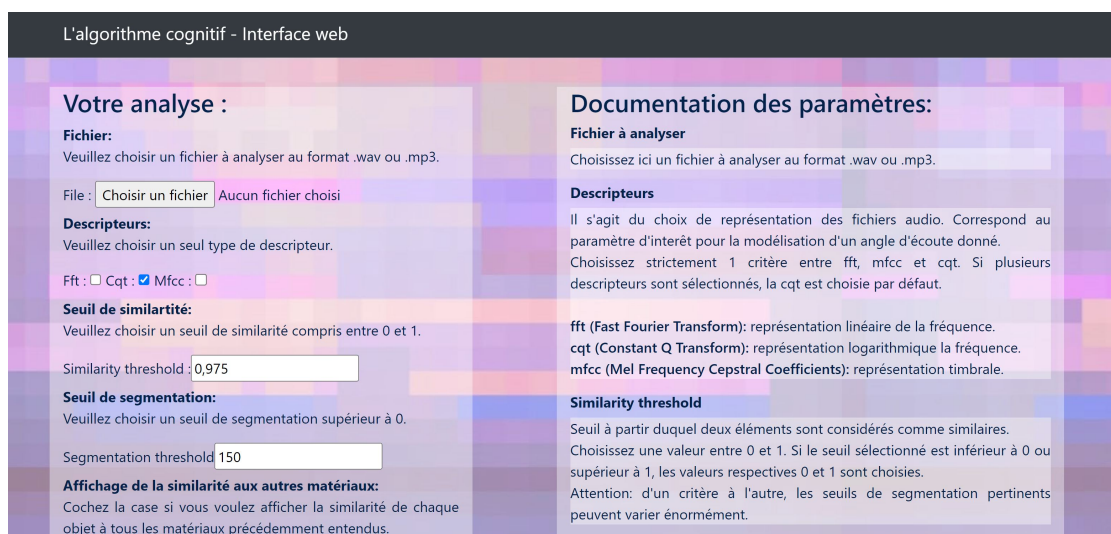 L'algorithme cognitif - Interface web
Votre analyse :
Fichier:
Veuillez choisir un fichier à analyser au format .wav ou .mp3.
File : Choisir un fichier Aucun fichier choisi
Descripteurs:
Veuillez choisir un seul type de descripteur.
Fft : Cqt : Mfcc :
Seuil de similartité:
Veuillez choisir un seuil de similarité compris entre 0 et 1.
Similarity threshold : 0,975
Seuil de segmentation:
Veuillez choisir un seuil de segmentation supérieur à 0.
Segmentation threshold 150
Affichage de la similarité aux autres matériaux:
Cochez la case si vous voulez afficher la similarité de chaque
objet à tous les matériaux précédemment entendus.
Documentation des paramètres:
Fichier à analyser
Choisissez ici un fichier à analyser au format .wav ou .mp3.
Descripteurs
Il s'agit du choix de représentation des fichiers audio. Correspond au
paramètre d'interêt pour la modélisation d'un angle d'écoute donné.
Choisissez strictement 1 critère entre fft, mfcc et cqt. Si plusieurs
descripteurs sont sélectionnés, la cqt est choisie par défaut.
fft (Fast Fourier Transform): représentation linéaire de la fréquence.
cqt (Constant Q Transform): représentation logarithmique la fréquence.
mfcc (Mel Frequency Cepstral Coefficients): représentation timbrale.
Similarity threshold
Seuil à partir duquel deux éléments sont considérés comme similaires.
Choisissez une valeur entre 0 et 1. Si le seuil sélectionné est inférieur à 0 ou
supérieur à 1, les valeurs respectives 0 et 1 sont choisies.
Attention: d'un critère à l'autre, les seuils de segmentation pertinents
peuvent varier énormément.